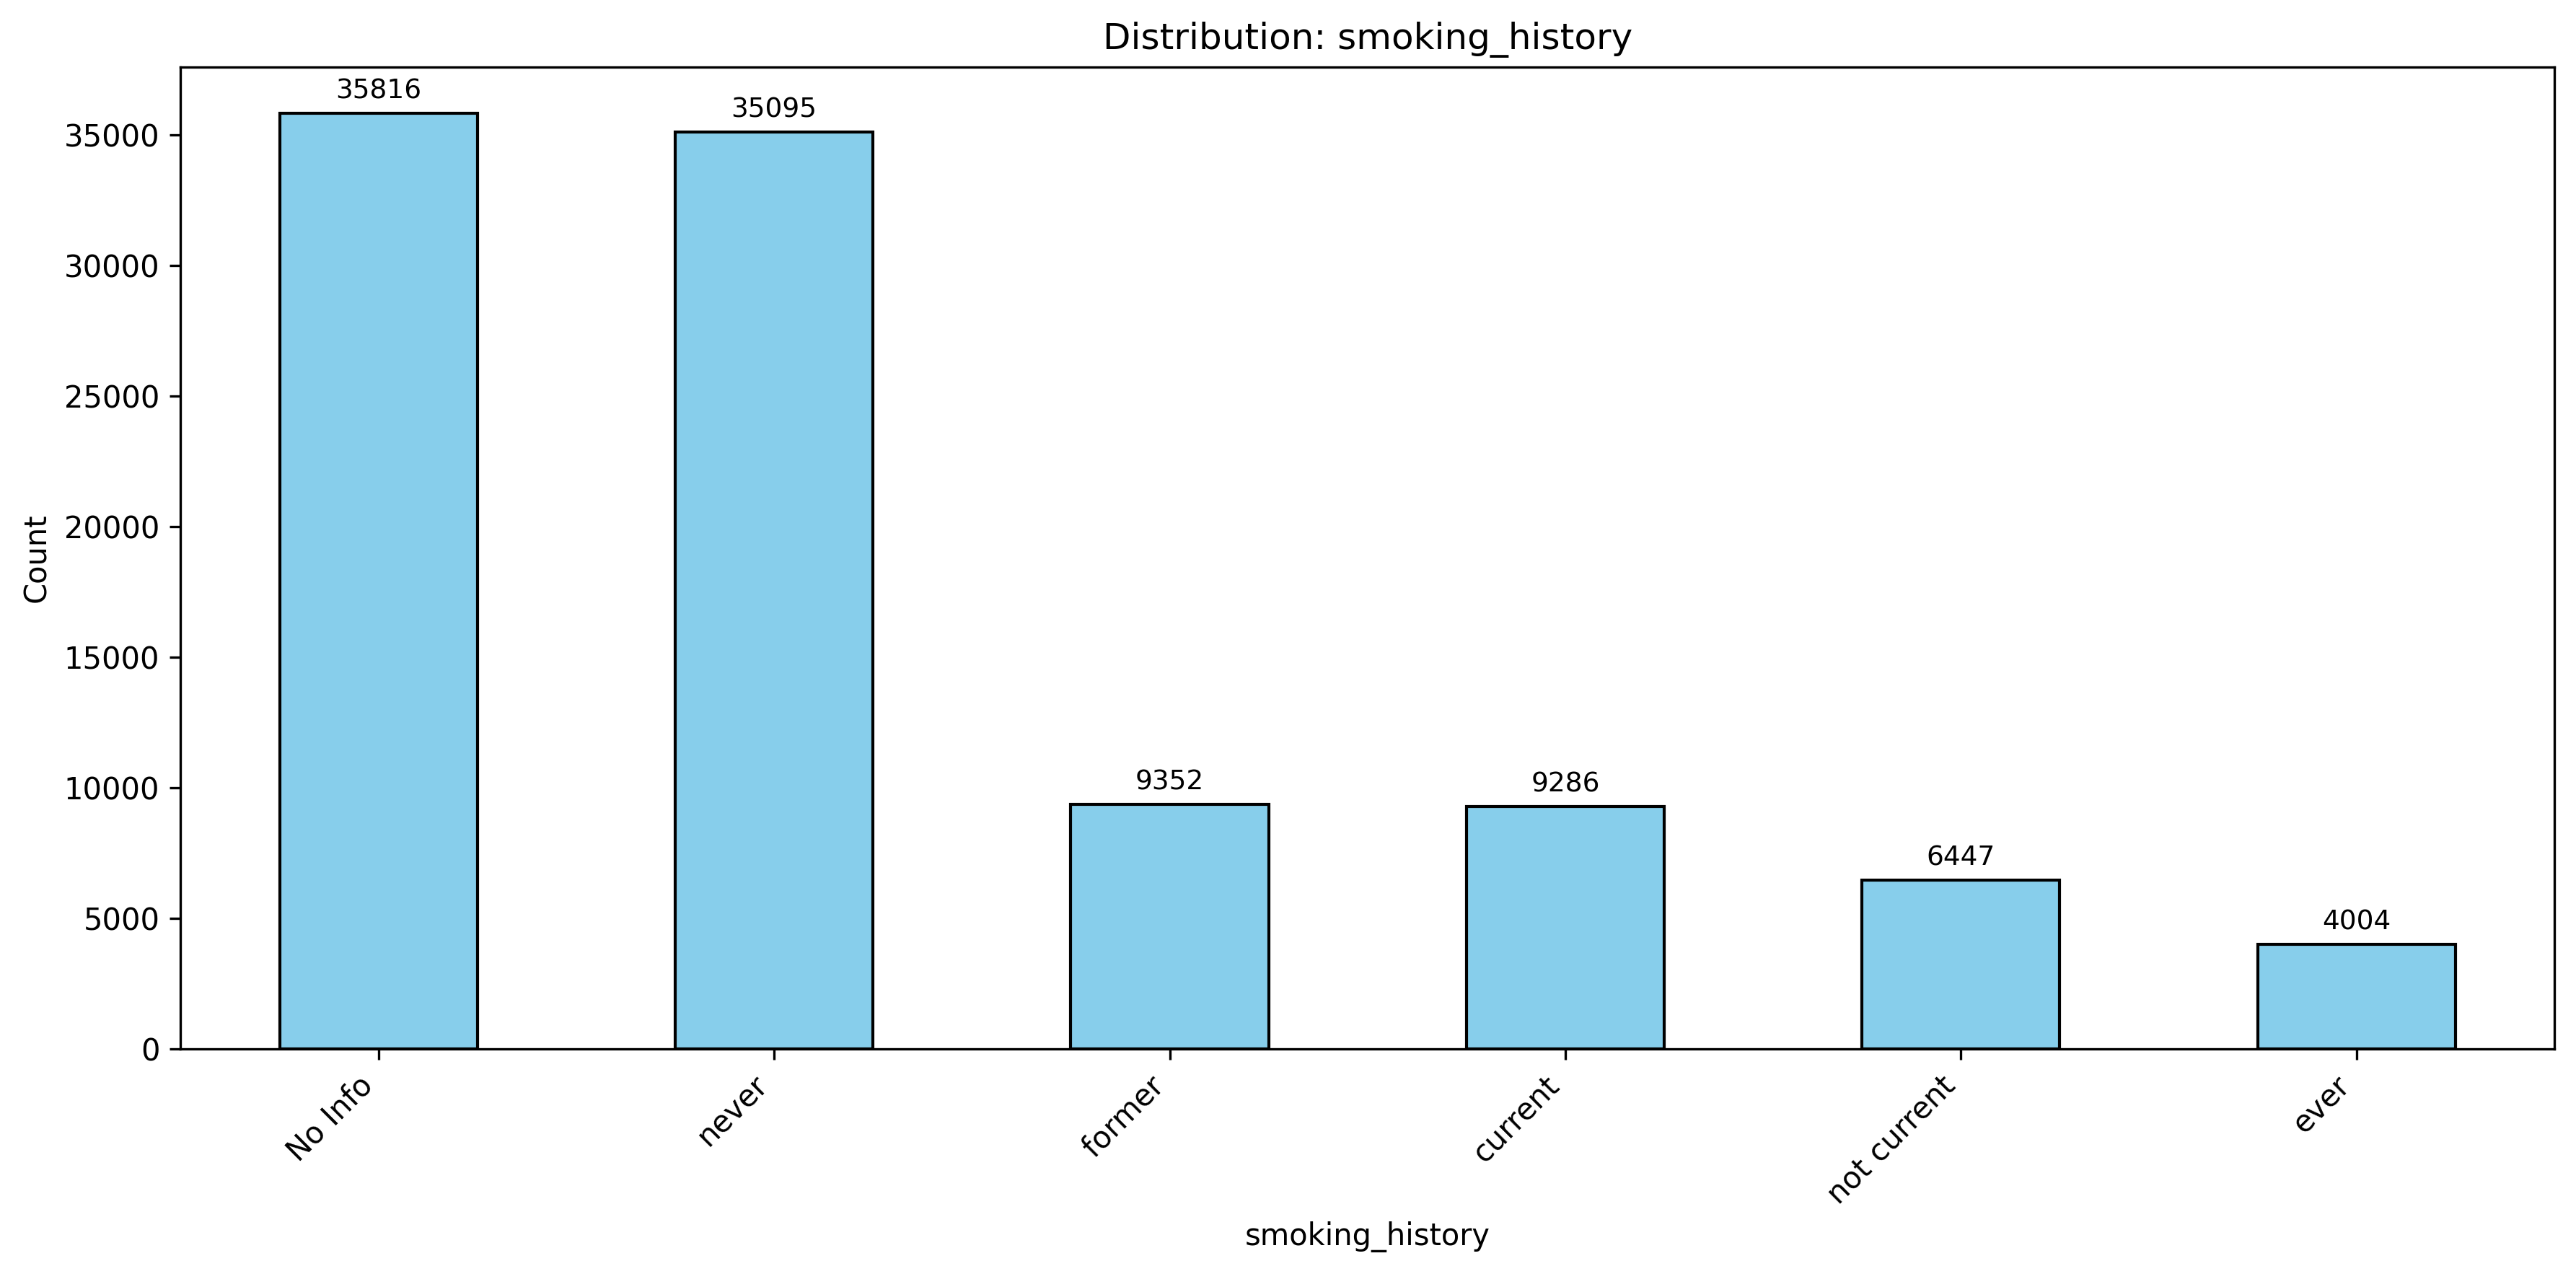 Distribution: smoking_history
35816
35095
9352
9286
6447
4004
35000
30000
25000
20000
15000
10000
5000
0
Count
No Info
never
former
current
not current
ever
smoking_history